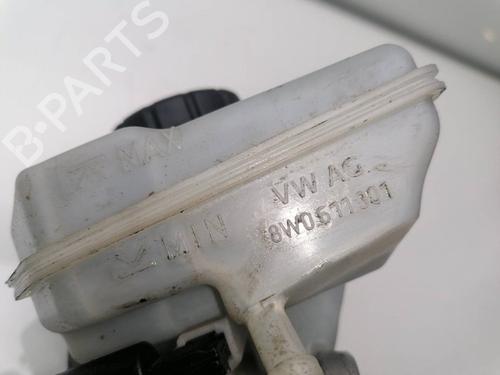 B-PARTS
MAX
MIN
VW AG
8W0611301